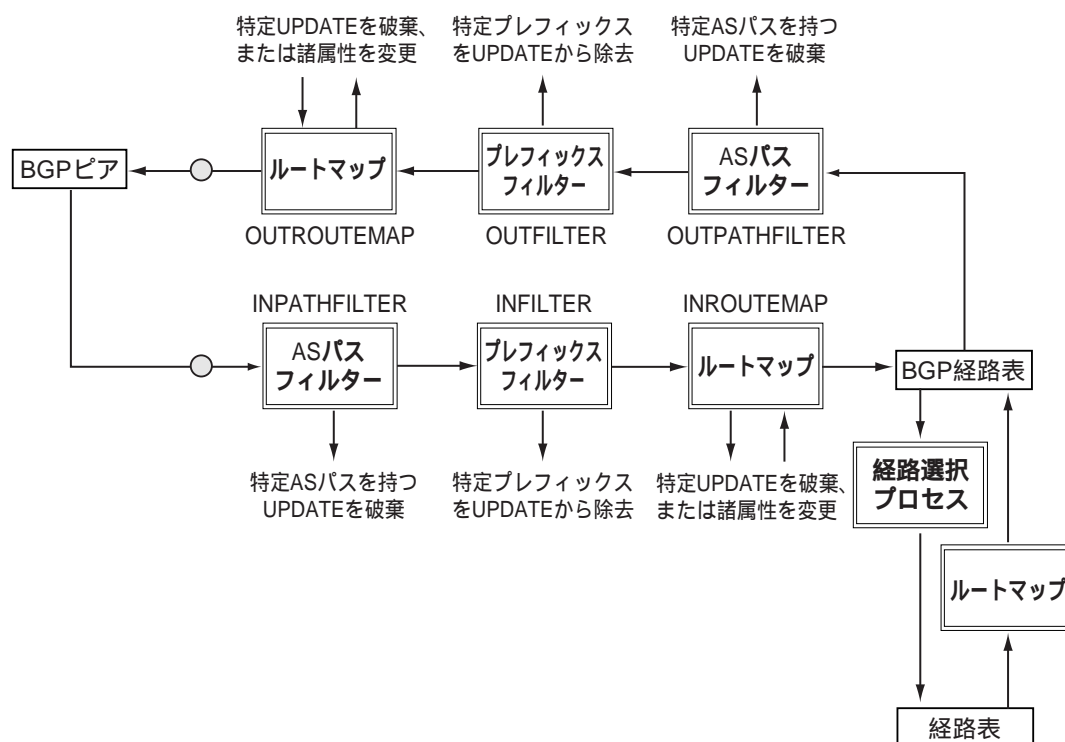 特定UPDATEを破棄、
または諸属性を変更
特定プレフィックス
をUPDATEから除去
特定ASパスを持つ
UPDATEを破棄
BGPピア
ルートマップ
プレフィックス
フィルター
ASパス
フィルター
OUTROUTEMAP
OUTFILTER
OUTPATHFILTER
INPATHFILTER
INFILTER
INROUTEMAP
ASパス
フィルター
プレフィックス
フィルター
ルートマップ
BGP経路表
特定ASパスを持つ
UPDATEを破棄
特定プレフィックス
をUPDATEから除去
特定UPDATEを破棄、
または諸属性を変更
経路選択
プロセス
ルートマップ
経路表